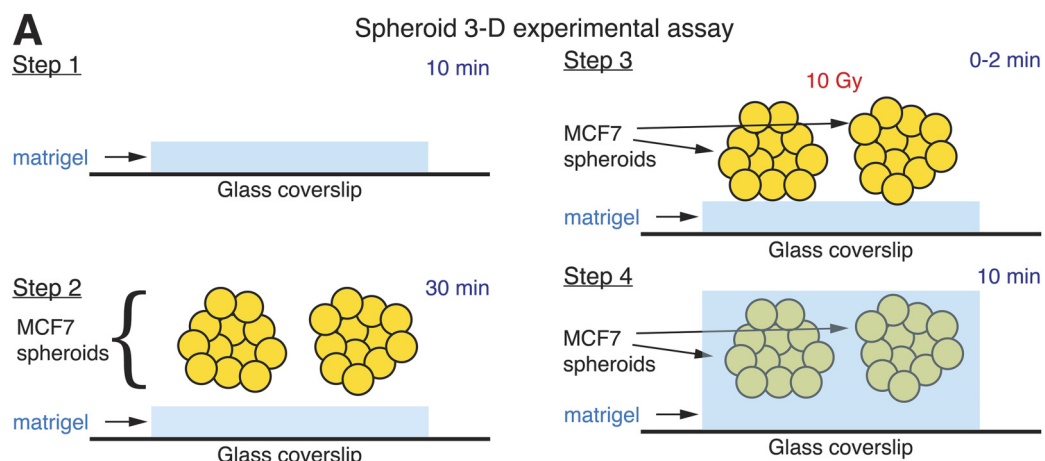 A
Spheroid 3-D experimental assay
Step 1
10 min
matrigel
Glass coverslip
Step 2
30 min
MCF7
spheroids
matrigel
Glass coverslip
Step 3
0-2 min
10 Gy
MCF7
spheroids
matrigel
Glass coverslip
Step 4
10 min
MCF7
spheroids
matrigel
Glass coverslip